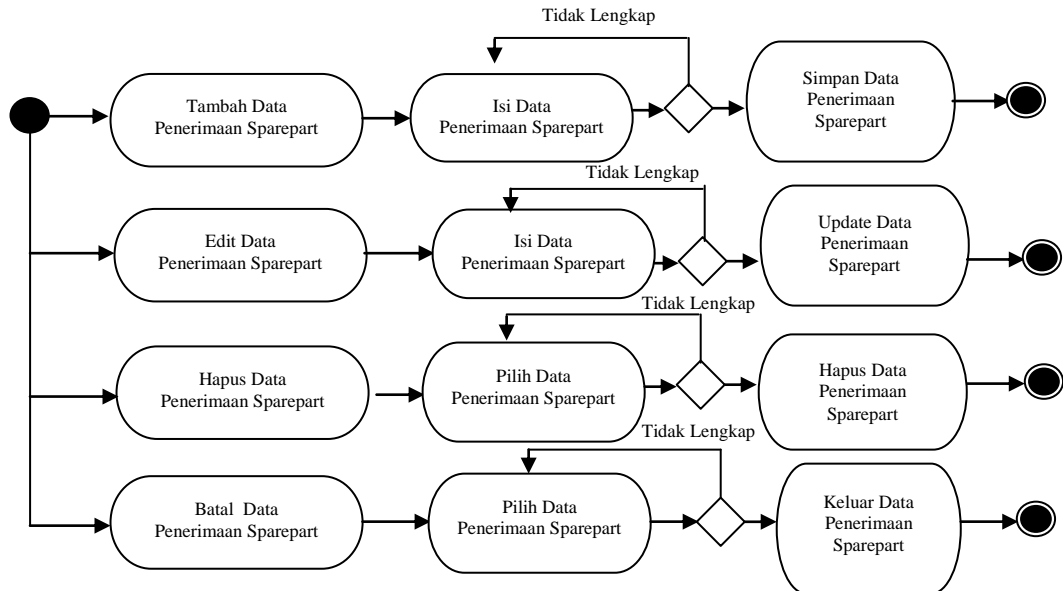 Tidak Lengkap
Tambah Data
Penerimaan Sparepart
Isi Data
Penerimaan Sparepart
Simpan Data
Penerimaan
Sparepart
Tidak Lengkap
Edit Data
Penerimaan Sparepart
Isi Data
Penerimaan Sparepart
Update Data
Penerimaan
Sparepart
Tidak Lengkap
Hapus Data
Penerimaan Sparepart
Pilih Data
Penerimaan Sparepart
Hapus Data
Penerimaan
Sparepart
Tidak Lengkap
Batal Data
Penerimaan Sparepart
Pilih Data
Penerimaan Sparepart
Keluar Data
Penerimaan
Sparepart